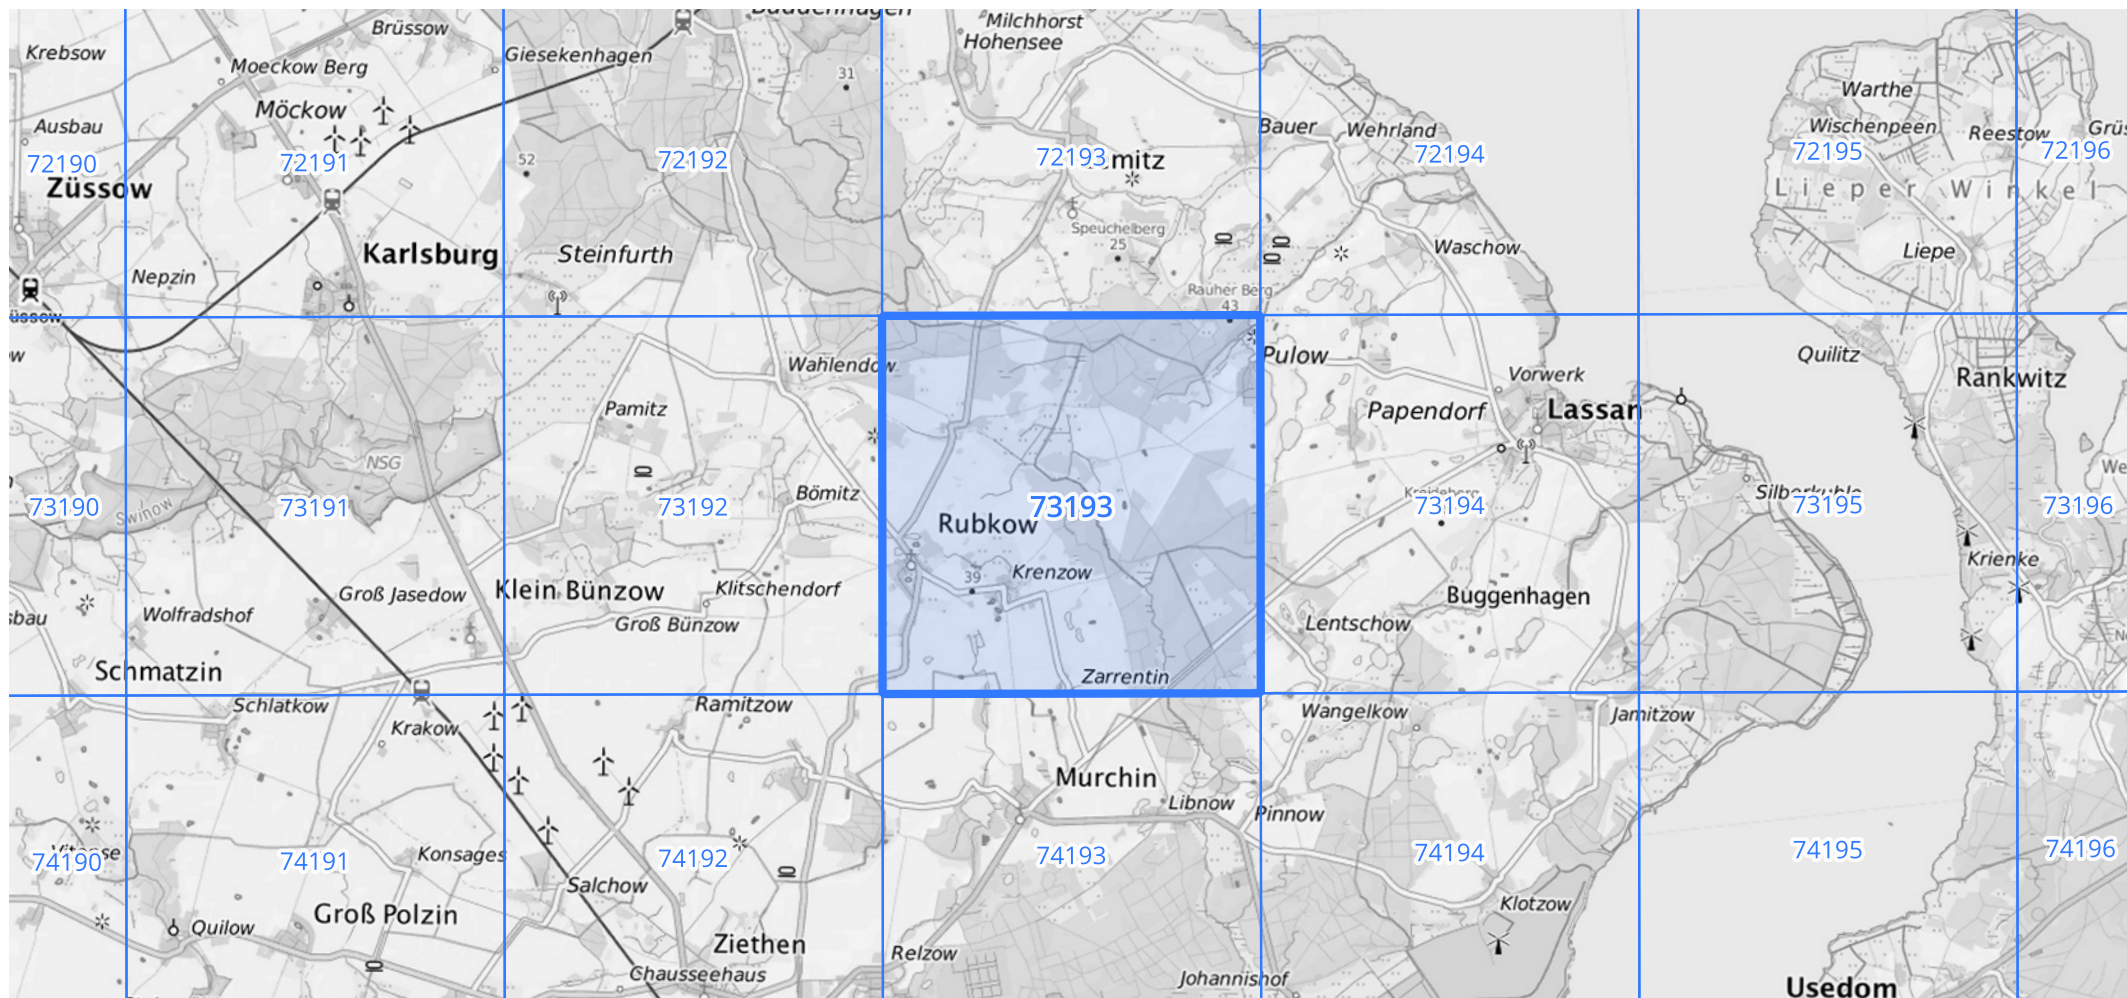 Krebsow
Brüssow
Moeckow Berg
Giesekenhagen
Milchhorst
Hohensee
31
Möckow
Ausbau
Warthe
Bauer
Wehrland
Wischenpeen
Reestow
72190
72191
52
72192
72193
72194
72195
72196
Züssow
Lieper Winkel
Speuchelberg
25
Karlsburg
Steinfurth
Waschow
Liepe
Nepzin
Rauher Berg
43
Wahlendow
Pulow
Quilitz
Vorwerk
Rankwitz
Pamitz
Papendorf
Lassan
NSG
Swinow
Bömitz
Silberkuhle
73190
73191
73192
73193
73194
73195
73196
Rubkow
Krienke
39
Krenzow
Groß Jasedow
Klein Bünzow
Klitschendorf
Buggenhagen
Wolfradshof
Groß Bünzow
Lentschow
Schmatzin
Zarrentin
Schlatkow
Ramitzow
Wangelkow
Jamitzow
Krakow
Murchin
Libnow
Pinnow
74190
74191
74192
74193
74194
74195
74196
Konsages
Salchow
Klotzow
Groß Polzin
Quilow
Ziethen
Relzow
Chausseehaus
Johannishof
Usedom